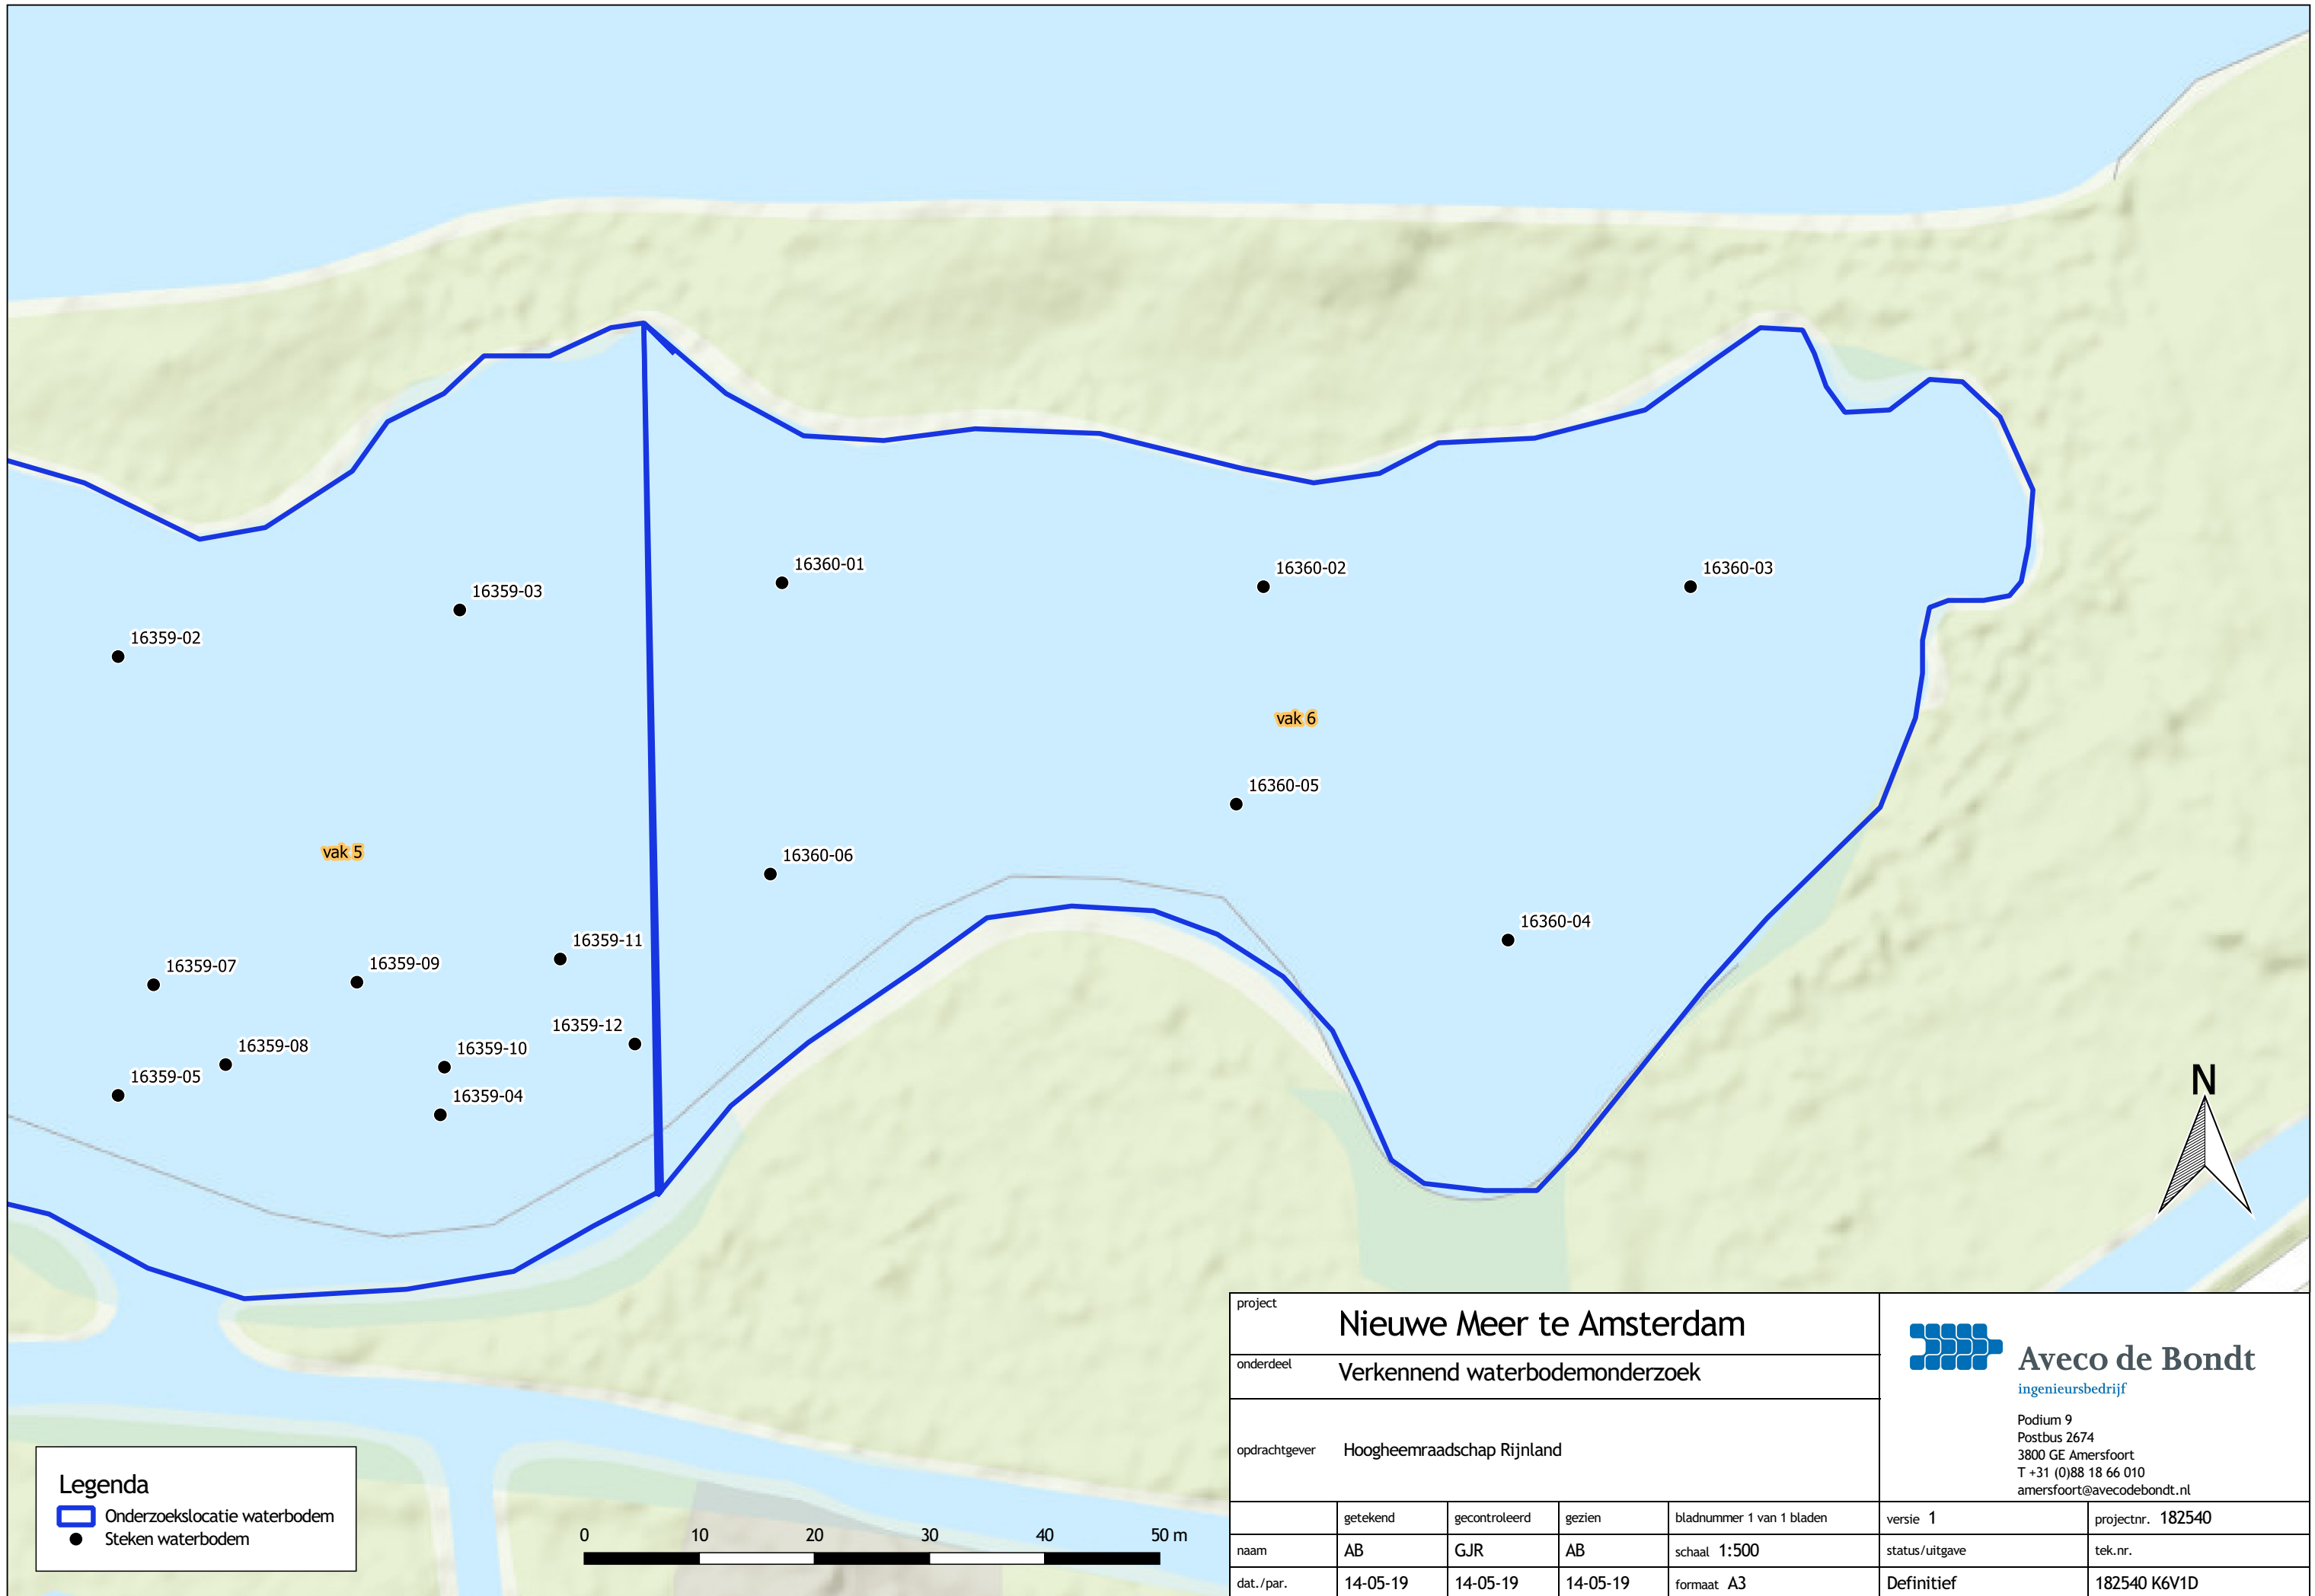 16360-01
16360-02
16360-03
16359-03
16359-02
vak 6
16360-05
vak 5
16360-06
16360-04
16359-11
16359-07
16359-09
16359-12
16359-08
16359-10
16359-05
16359-04
N
Legenda
Onderzoekslocatie waterbodem
Steken waterbodem
0 10 20 30 40 50 m
project Nieuwe Meer te Amsterdam
onderdeel Verkennend waterbodemonderzoek
opdrachtgever Hoogheemraadschap Rijnland
Aveco de Bondt
ingenieursbedrijf
Podium 9
Postbus 2674
3800 GE Amersfoort
T +31 (0)88 18 66 010
amersfoort@avecodebondt.nl
getekend gecontroleerd gezien bladnummer 1 van 1 bladen versie 1 projectnr. 182540
naam AB GJR AB schaal 1:500 status/uitgave tek.nr.
dat./par. 14-05-19 14-05-19 14-05-19 formaat A3 Definitief 182540 K6V1D